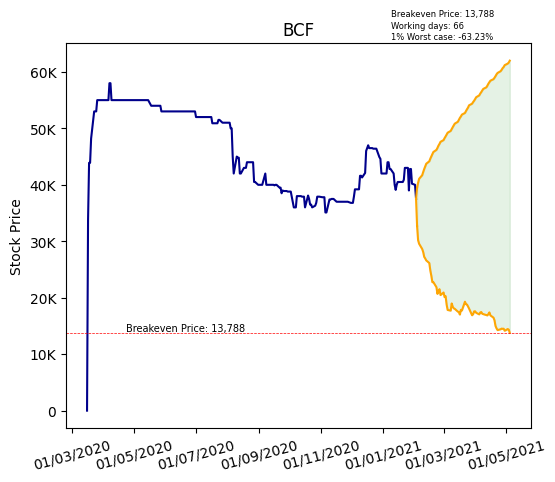 Breakeven Price: 13,788
Working days: 66
1% Worst case: -63.23%
BCF
Stock Price
60K
50K
40K
30K
20K
10K
0
Breakeven Price: 13,788
01/03/2020
01/05/2020
01/07/2020
01/09/2020
01/11/2020
01/01/2021
01/03/2021
01/05/2021